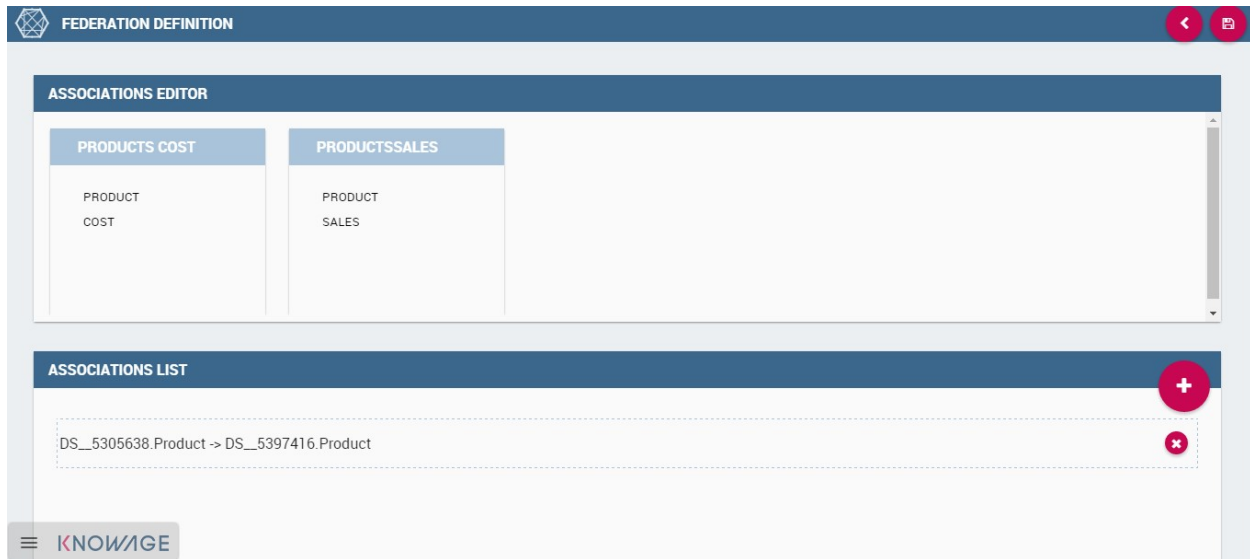 FEDERATION DEFINITION
ASSOCIATIONS EDITOR
PRODUCTS COST
PRODUCTSSALES
PRODUCT
COST
PRODUCT
SALES
ASSOCIATIONS LIST
DS__5305638.Product -> DS__5397416.Product
KNOWAGE